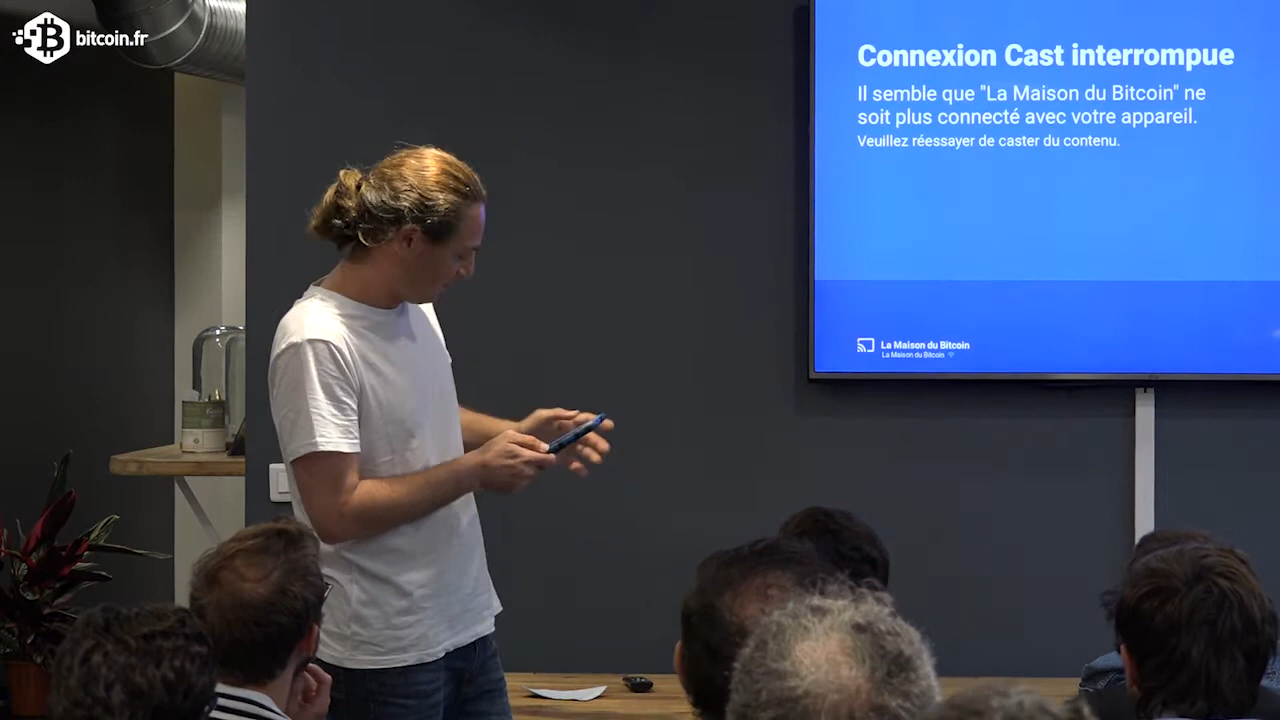 bitcoin.fr
Connexion Cast interrompue
Il semble que "La Maison du Bitcoin" ne
soit plus connecté avec votre appareil.
Veuillez réessayer de caster du contenu.
La Maison du Bitcoin
La Maison du Bitcoin